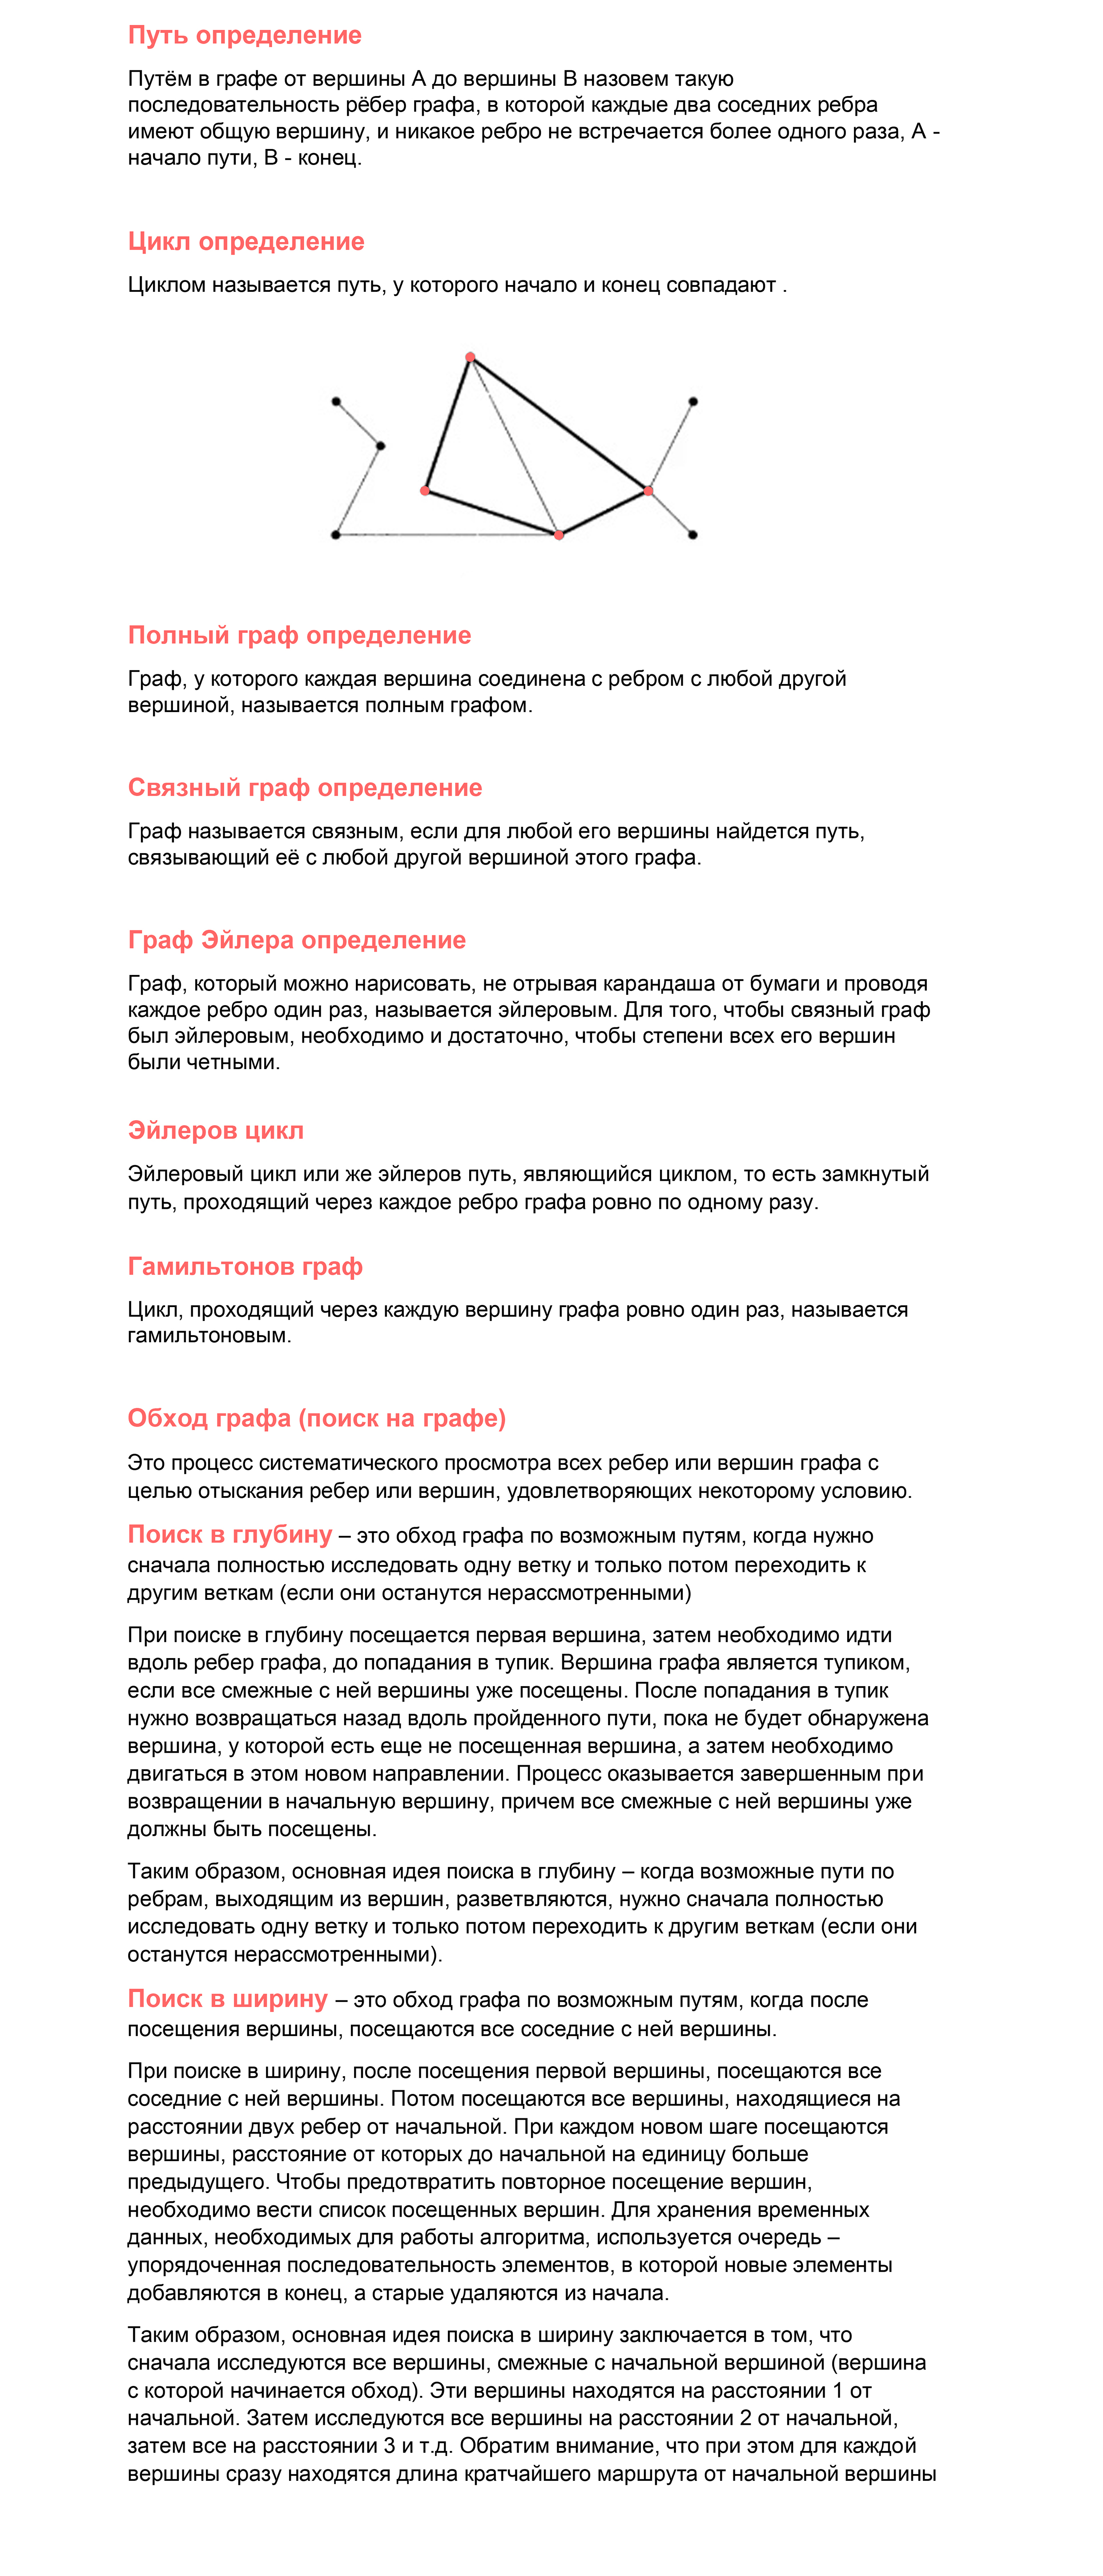 Путь определение
Путём в графе от вершины А до вершины В назовем такую
последовательность рёбер графа, в которой каждые два соседних ребра
имеют общую вершину, и никакое ребро не встречается более одного раза, А -
начало пути, В - конец.
Цикл определение
Циклом называется путь, у которого начало и конец совпадают .
Полный граф определение
Граф, у которого каждая вершина соединена с ребром с любой другой
вершиной, называется полным графом.
Связный граф определение
Граф называется связным, если для любой его вершины найдется путь,
связывающий её с любой другой вершиной этого графа.
Граф Эйлера определение
Граф, который можно нарисовать, не отрывая карандаша от бумаги и проводя
каждое ребро один раз, называется эйлеровым. Для того, чтобы связный граф
был эйлеровым, необходимо и достаточно, чтобы степени всех его вершин
были четными.
Эйлеров цикл
Эйлеровый цикл или же эйлеров путь, являющийся циклом, то есть замкнутый
путь, проходящий через каждое ребро графа ровно по одному разу.
Гамильтонов граф
Цикл, проходящий через каждую вершину графа ровно один раз, называется
гамильтоновым.
Обход графа (поиск на графе)
Это процесс систематического просмотра всех ребер или вершин графа с
целью отыскания ребер или вершин, удовлетворяющих некоторому условию.
Поиск в глубину – это обход графа по возможным путям, когда нужно
сначала полностью исследовать одну ветку и только потом переходить к
другим веткам (если они останутся нерассмотренными)
При поиске в глубину посещается первая вершина, затем необходимо идти
вдоль ребер графа, до попадания в тупик. Вершина графа является тупиком,
если все смежные с ней вершины уже посещены. После попадания в тупик
нужно возвращаться назад вдоль пройденного пути, пока не будет обнаружена
вершина, у которой есть еще не посещенная вершина, а затем необходимо
двигаться в этом новом направлении. Процесс оказывается завершенным при
возвращении в начальную вершину, причем все смежные с ней вершины уже
должны быть посещены.
Таким образом, основная идея поиска в глубину – когда возможные пути по
ребрам, выходящим из вершин, разветвляются, нужно сначала полностью
исследовать одну ветку и только потом переходить к другим веткам (если они
останутся нерассмотренными).
Поиск в ширину – это обход графа по возможным путям, когда после
посещения вершины, посещаются все соседние с ней вершины.
При поиске в ширину, после посещения первой вершины, посещаются все
соседние с ней вершины. Потом посещаются все вершины, находящиеся на
расстоянии двух ребер от начальной. При каждом новом шаге посещаются
вершины, расстояние от которых до начальной на единицу больше
предыдущего. Чтобы предотвратить повторное посещение вершин,
необходимо вести список посещенных вершин. Для хранения временных
данных, необходимых для работы алгоритма, используется очередь –
упорядоченная последовательность элементов, в которой новые элементы
добавляются в конец, а старые удаляются из начала.
Таким образом, основная идея поиска в ширину заключается в том, что
сначала исследуются все вершины, смежные с начальной вершиной (вершина
с которой начинается обход). Эти вершины находятся на расстоянии 1 от
начальной. Затем исследуются все вершины на расстоянии 2 от начальной,
затем все на расстоянии 3 и т.д. Обратим внимание, что при этом для каждой
вершины сразу находятся длина кратчайшего маршрута от начальной вершины